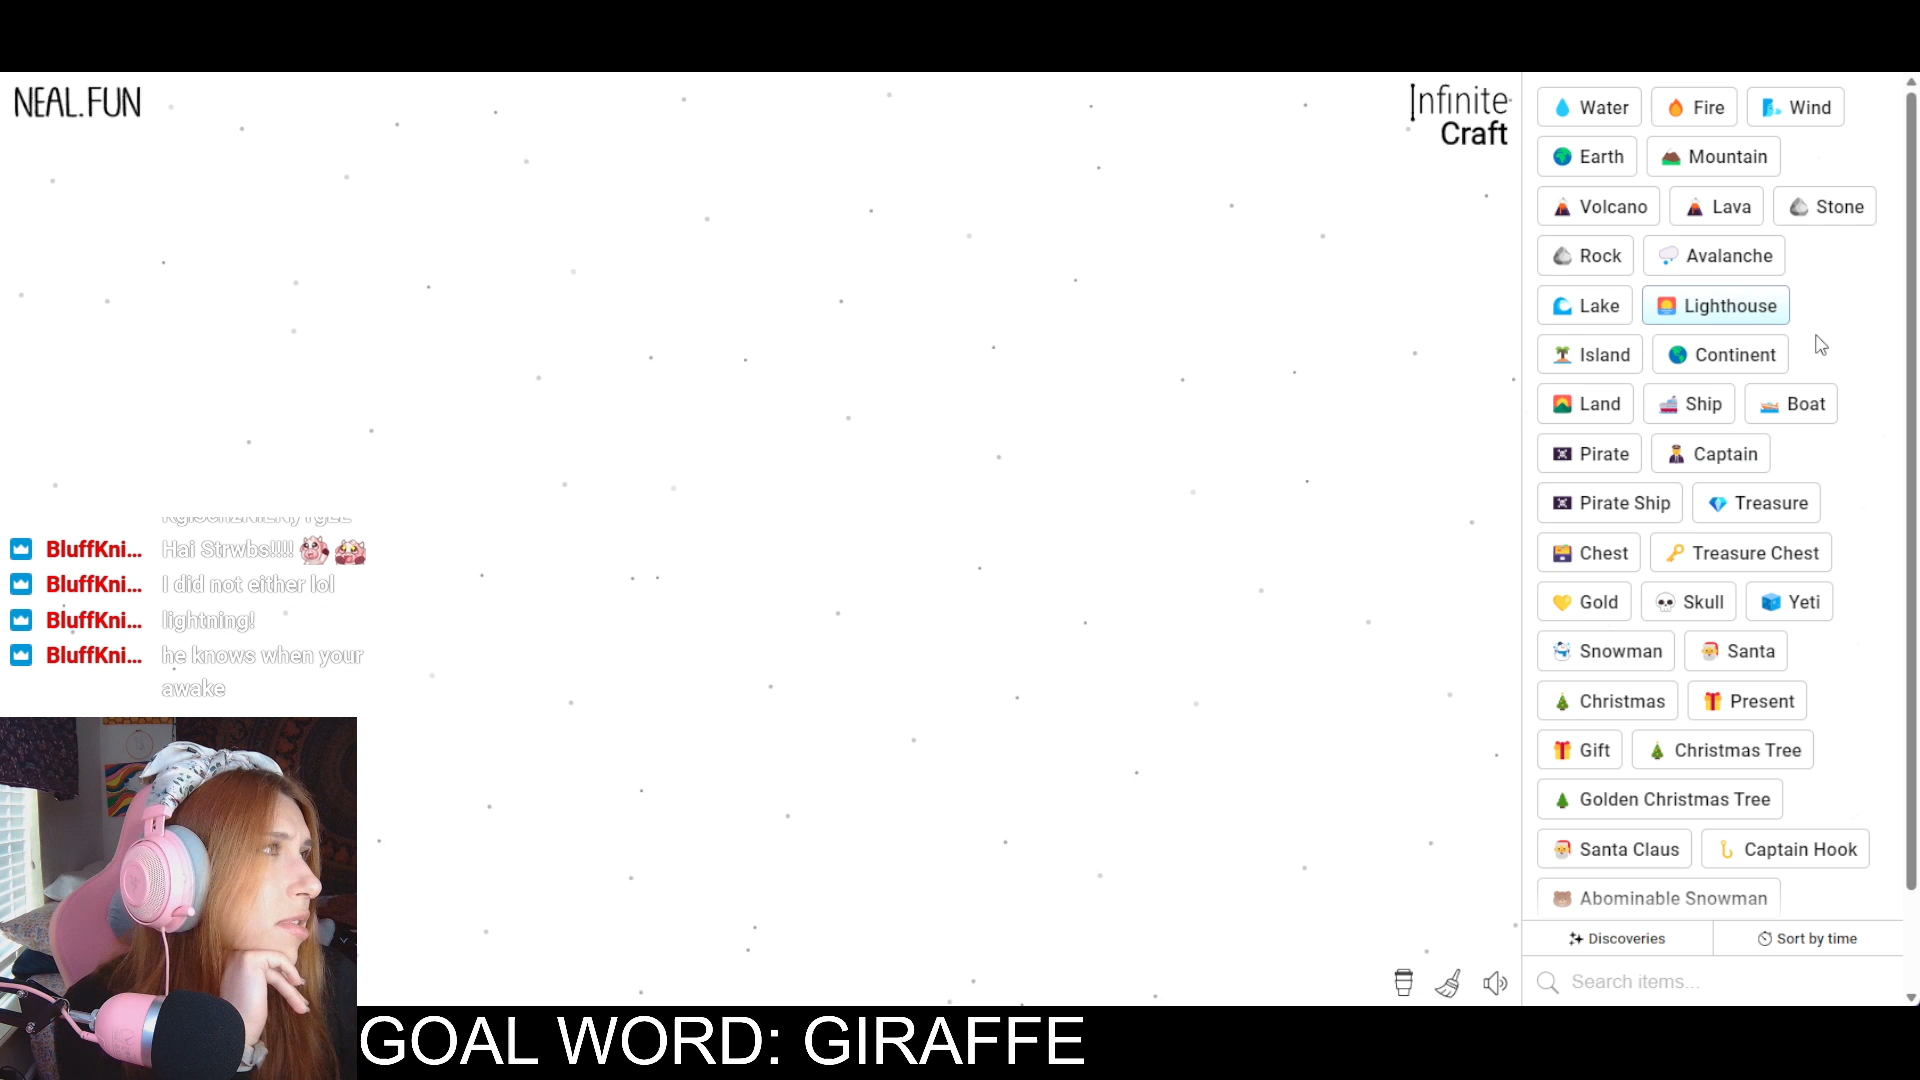 NEAL.FUN
Infinite
Craft
Water
Fire
Wind
Earth
Mountain
Volcano
Lava
Stone
Rock
Avalanche
Lake
Lighthouse
Island
Continent
Land
Ship
Boat
Pirate
Captain
Pirate Ship
Treasure
Chest
Treasure Chest
Gold
Skull
Yeti
Snowman
Santa
Christmas
Present
Gift
Christmas Tree
Golden Christmas Tree
Santa Claus
Captain Hook
Abominable Snowman
Discoveries
Sort by time
Search items...
BluffKni... Hai Strwbs!!!!
BluffKni... I did not either lol
BluffKni... lightning!
BluffKni... he knows when your
awake
GOAL WORD: GIRAFFE